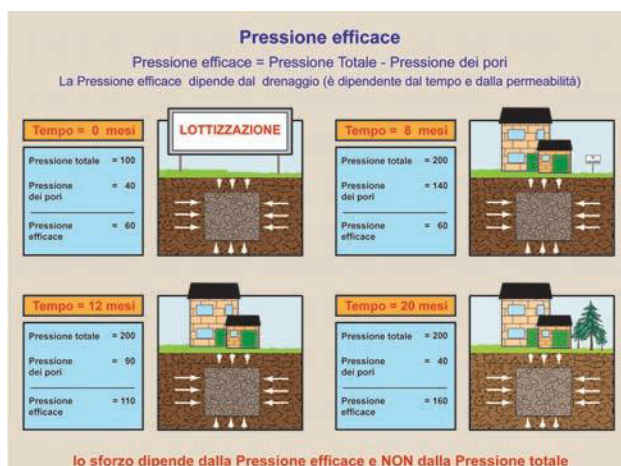 Pressione efficace
Pressione efficace = Pressione Totale - Pressione dei pori
La Pressione efficace dipende dal drenaggio (è dipendente dal tempo e dalla permeabilità)
Tempo = 0 mesi
Pressione totale = 100
Pressione
dei pori = 40
Pressione
efficace = 60
LOTTIZZAZIONE
Tempo = 8 mesi
Pressione totale = 200
Pressione
dei pori = 140
Pressione
efficace = 60
Tempo = 12 mesi
Pressione totale = 200
Pressione
dei pori = 90
Pressione
efficace = 110
Tempo = 20 mesi
Pressione totale = 200
Pressione
dei pori = 40
Pressione
efficace = 160
lo sforzo dipende dalla Pressione efficace e NON dalla Pressione totale